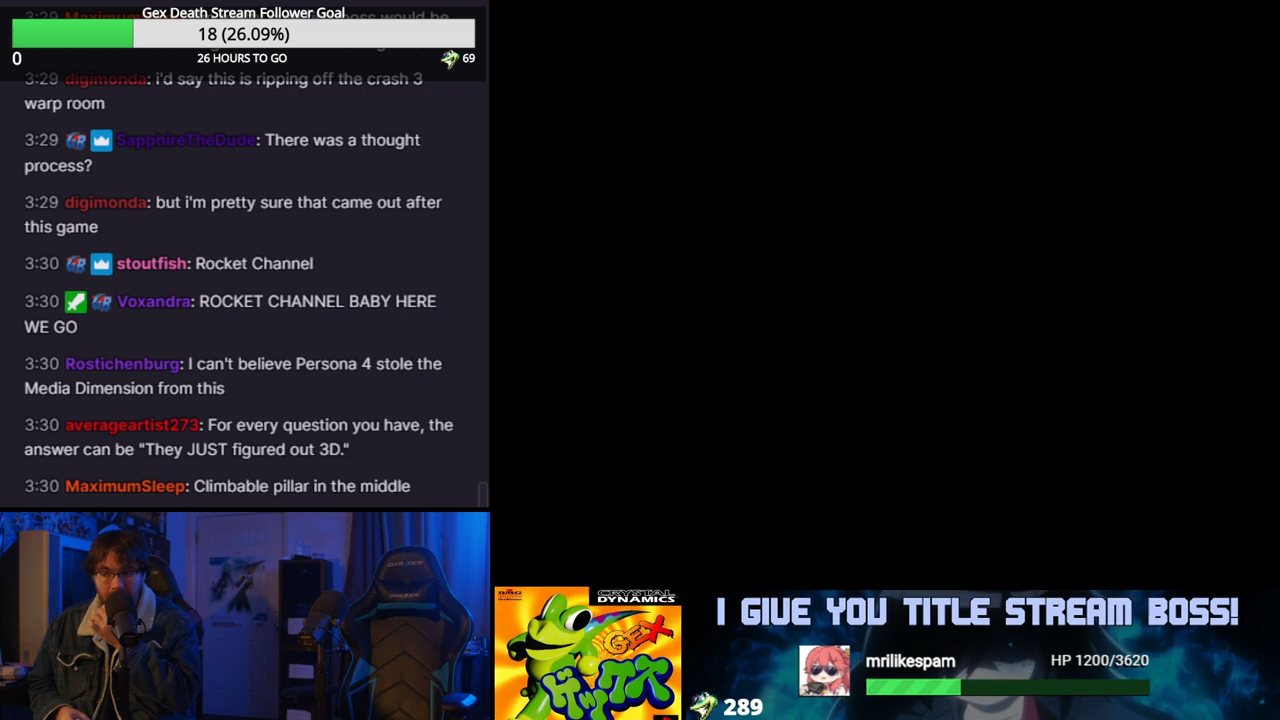 Gex Death Stream Follower Goal
18 (26.09%)
0
26 HOURS TO GO
69
3:29 digimonda: i'd say this is ripping off the crash 3
warp room
3:29 SapphireTheDude: There was a thought
process?
3:29 digimonda: but i'm pretty sure that came out after
this game
3:30 stoutfish: Rocket Channel
3:30 Voxandra: ROCKET CHANNEL BABY HERE
WE GO
3:30 Rostichenburg: I can't believe Persona 4 stole the
Media Dimension from this
3:30 averageartist273: For every question you have, the
answer can be "They JUST figured out 3D."
3:30 MaximumSleep: Climbable pillar in the middle
BMG
CRYSTAL
DYNAMICS
GEX
ゲックス
I GIVE YOU TITLE STREAM BOSS!
mrilikespam
HP 1200/3620
289